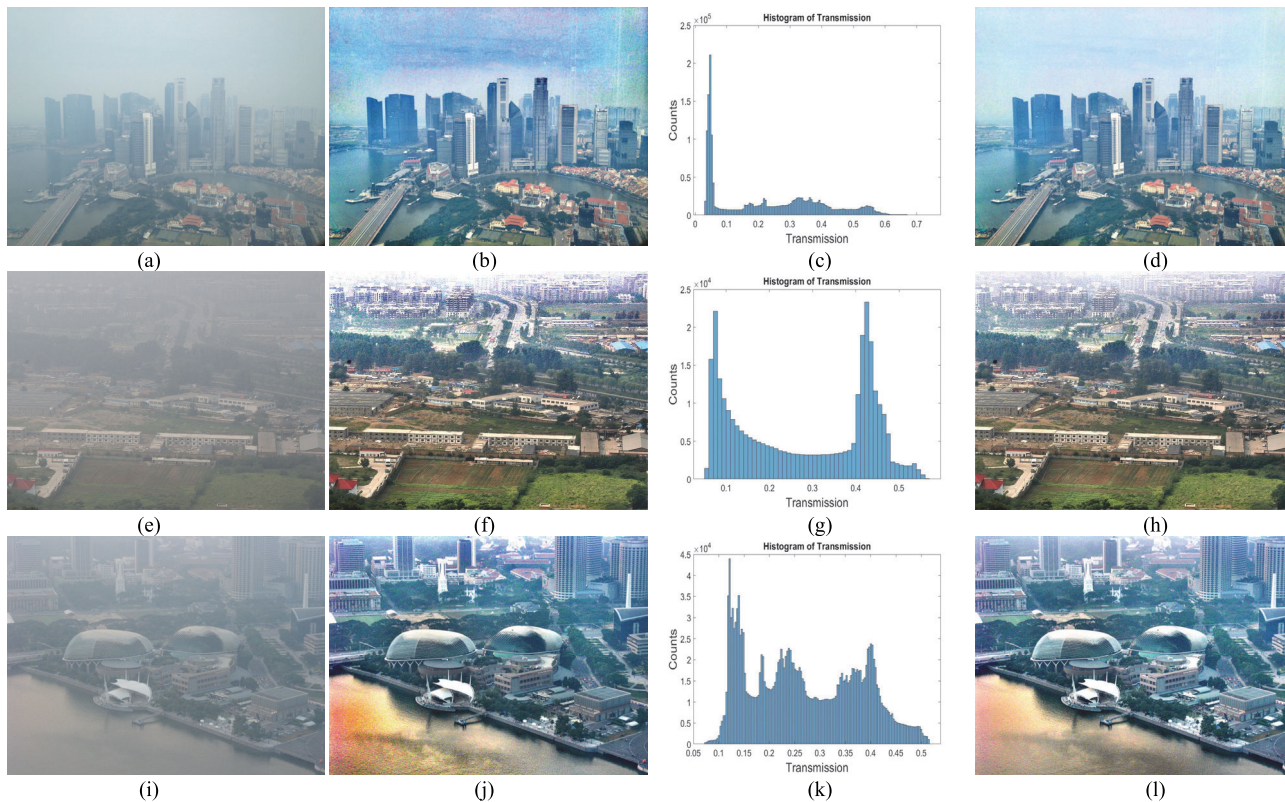 Histogram of Transmission
×10⁵
2.5
2
1.5
1
0.5
0
Counts
0 0.1 0.2 0.3 0.4 0.5 0.6 0.7
Transmission
(a) (b) (c) (d)
Histogram of Transmission
×10⁴
2.5
2
1.5
1
0.5
0
Counts
0.1 0.2 0.3 0.4 0.5
Transmission
(e) (f) (g) (h)
Histogram of Transmission
×10⁴
4.5
4
3.5
3
2.5
2
1.5
1
0.5
0
Counts
0.05 0.1 0.15 0.2 0.25 0.3 0.35 0.4 0.45 0.5
Transmission
(i) (j) (k) (l)